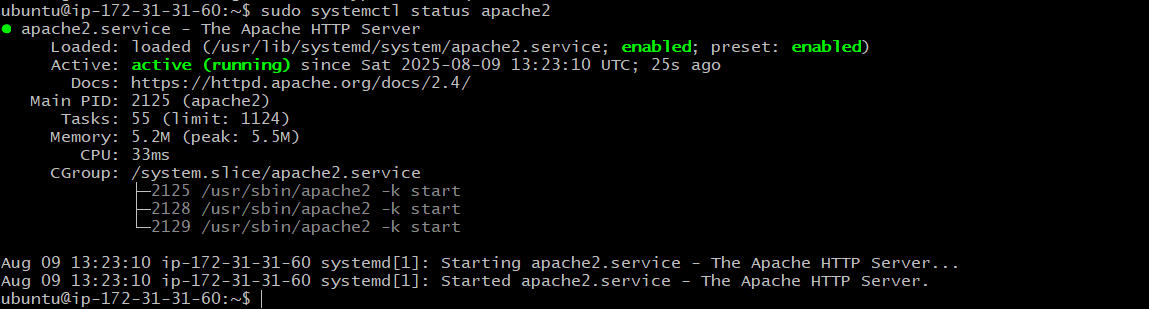 ubuntu@ip-172-31-31-60:~$ sudo systemctl status apache2
● apache2.service - The Apache HTTP Server
     Loaded: loaded (/usr/lib/systemd/system/apache2.service; enabled; preset: enabled)
     Active: active (running) since Sat 2025-08-09 13:23:10 UTC; 25s ago
       Docs: https://httpd.apache.org/docs/2.4/
   Main PID: 2125 (apache2)
      Tasks: 55 (limit: 1124)
     Memory: 5.2M (peak: 5.5M)
        CPU: 33ms
     CGroup: /system.slice/apache2.service
             ├─2125 /usr/sbin/apache2 -k start
             ├─2128 /usr/sbin/apache2 -k start
             └─2129 /usr/sbin/apache2 -k start

Aug 09 13:23:10 ip-172-31-31-60 systemd[1]: Starting apache2.service - The Apache HTTP Server...
Aug 09 13:23:10 ip-172-31-31-60 systemd[1]: Started apache2.service - The Apache HTTP Server.
ubuntu@ip-172-31-31-60:~$